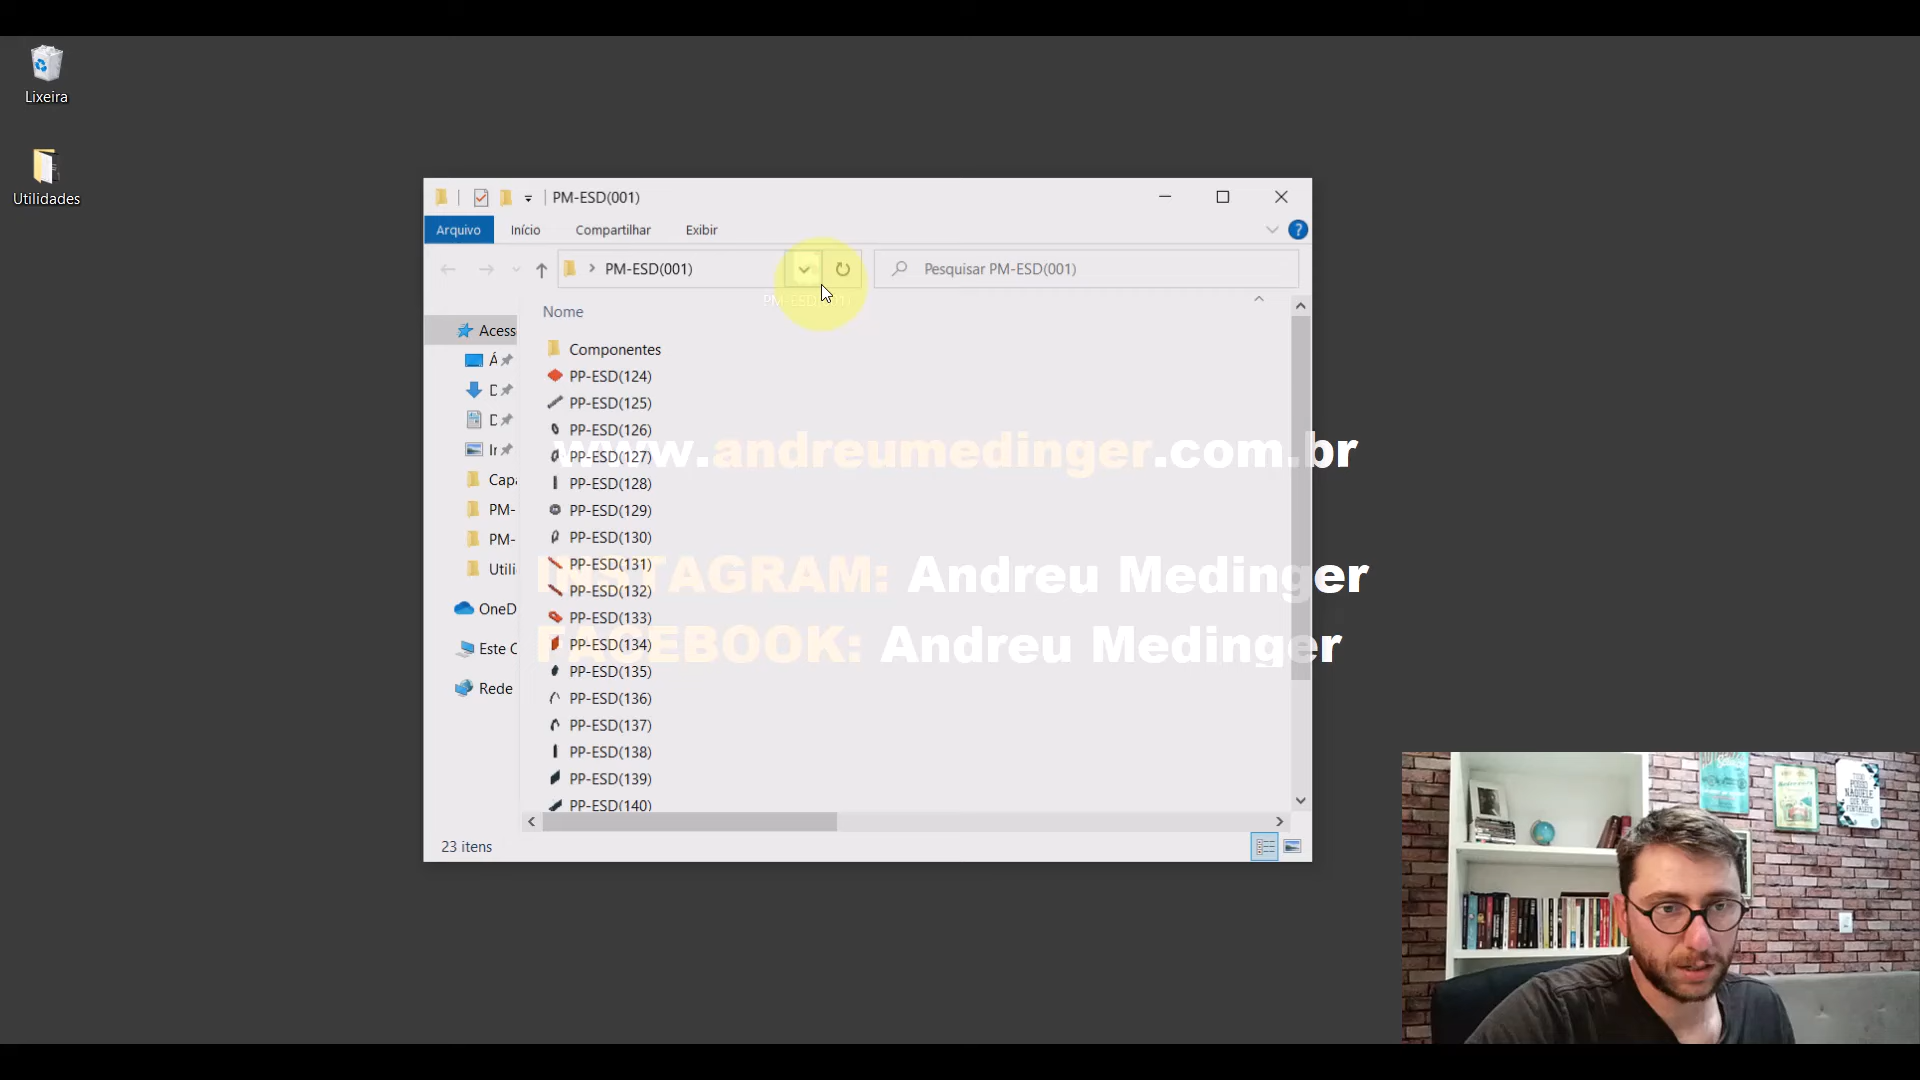 Lixeira
Utilidades
PM-ESD(001)
Arquivo
Início
Compartilhar
Exibir
?
PM-ESD(001)
Pesquisar PM-ESD(001)
Nome
Acess
Á
D
D
Ir
Capa
PM-
PM-
Utili
OneD
Este C
Rede
Componentes
PP-ESD(124)
PP-ESD(125)
PP-ESD(126)
PP-ESD(127)
PP-ESD(128)
PP-ESD(129)
PP-ESD(130)
PP-ESD(131)
PP-ESD(132)
PP-ESD(133)
PP-ESD(134)
PP-ESD(135)
PP-ESD(136)
PP-ESD(137)
PP-ESD(138)
PP-ESD(139)
PP-ESD(140)
www.andreumedinger.com.br
INSTAGRAM: Andreu Medinger
FACEBOOK: Andreu Medinger
23 itens